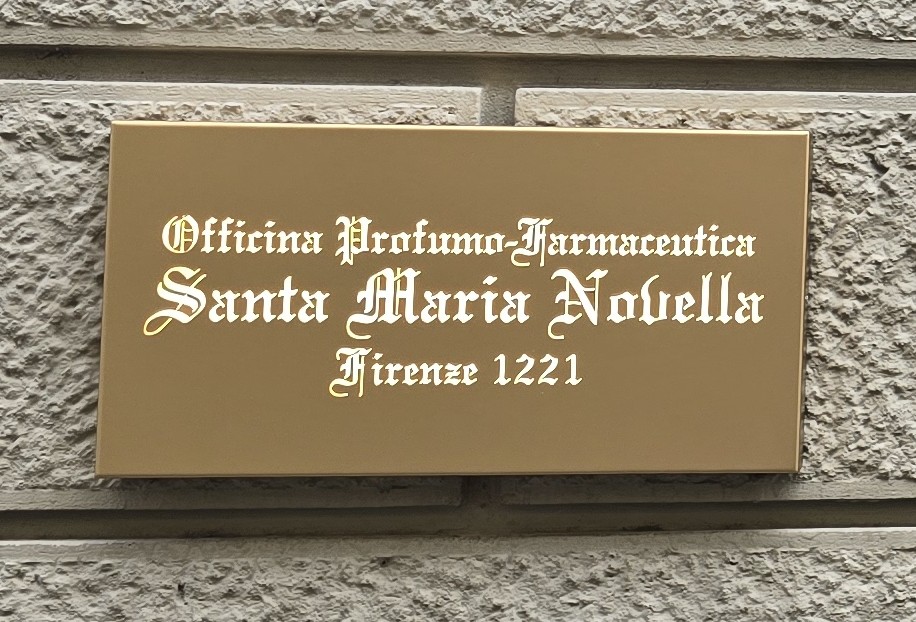 Officina Profumo-Farmaceutica
Santa Maria Novella
Firenze 1221